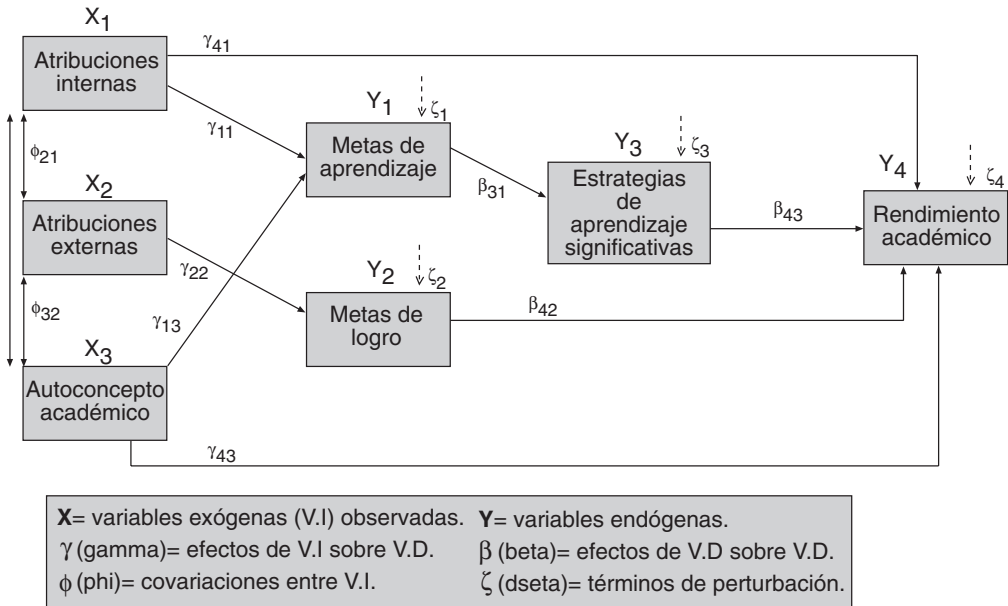 X1
Atribuciones
internas
γ41
γ11
ϕ21
X2
Atribuciones
externas
γ22
ϕ32
γ13
X3
Autoconcepto
académico
γ43
Y1
ζ1
Metas de
aprendizaje
β31
Y2
ζ2
Metas de
logro
β42
Y3
ζ3
Estrategias
de
aprendizaje
significativas
β43
Y4
ζ4
Rendimiento
académico
X= variables exógenas (V.I) observadas. Y= variables endógenas.
γ (gamma)= efectos de V.I sobre V.D. β (beta)= efectos de V.D sobre V.D.
ϕ (phi)= covariaciones entre V.I. ζ (dseta)= términos de perturbación.